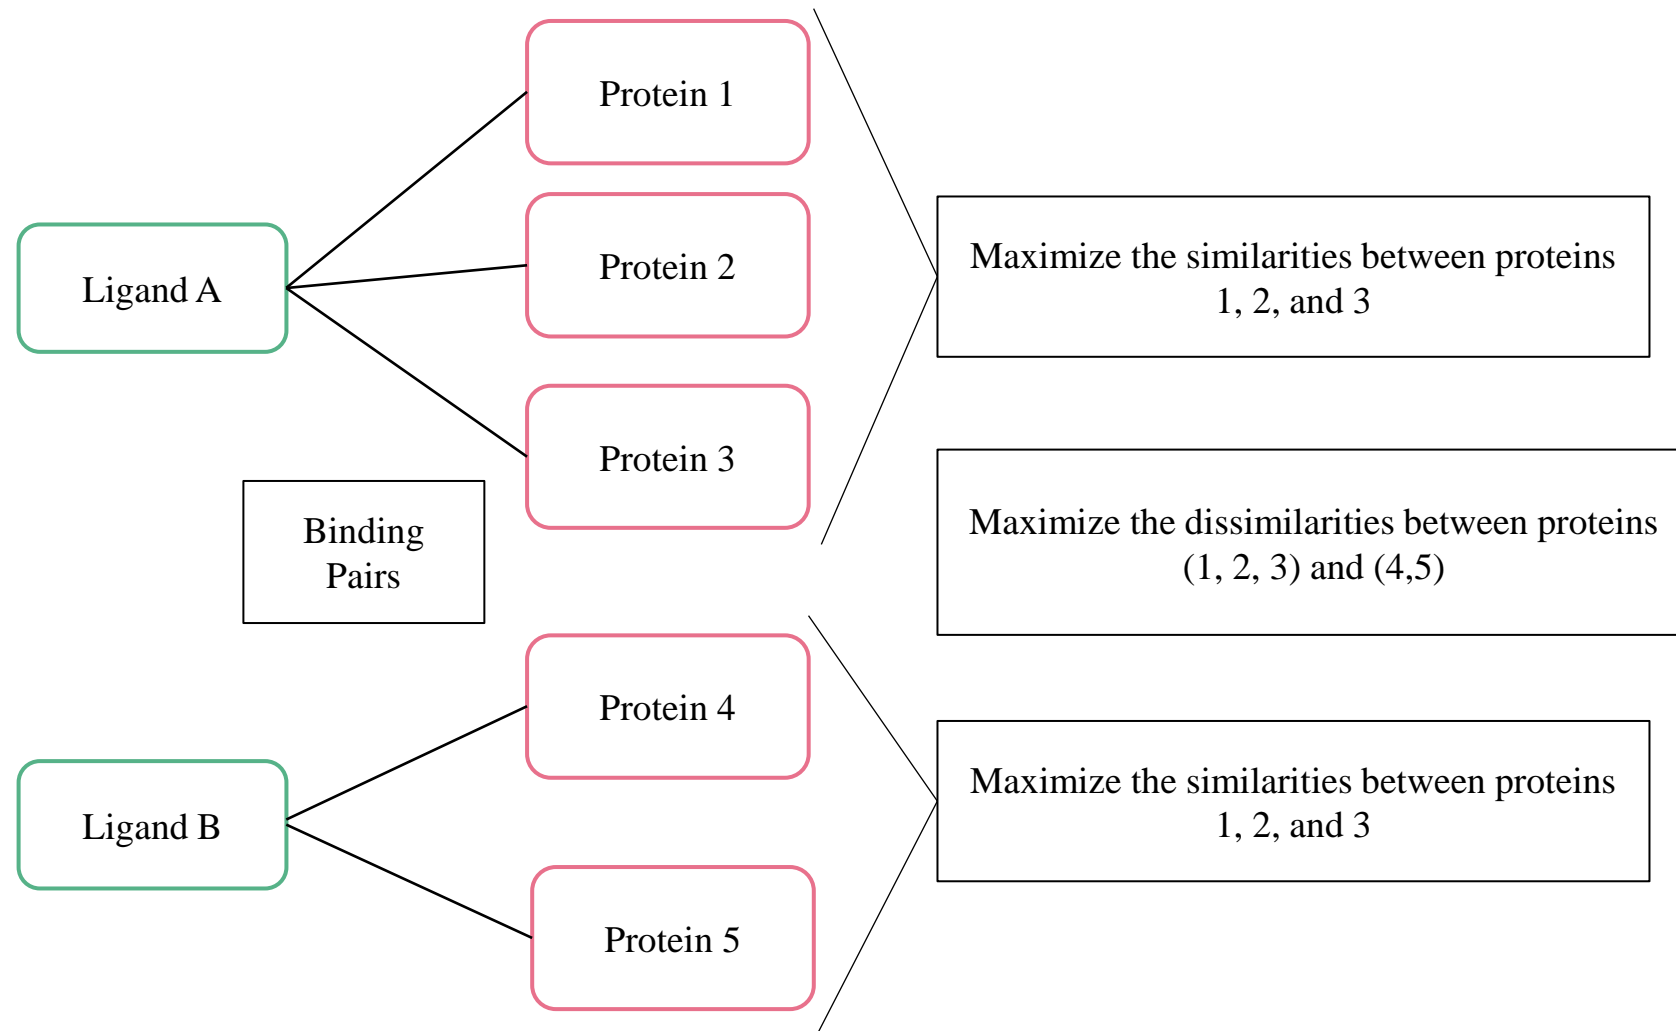 Protein 1
Ligand A
Protein 2
Maximize the similarities between proteins
1, 2, and 3
Protein 3
Binding
Pairs
Maximize the dissimilarities between proteins
(1, 2, 3) and (4,5)
Protein 4
Ligand B
Maximize the similarities between proteins
1, 2, and 3
Protein 5